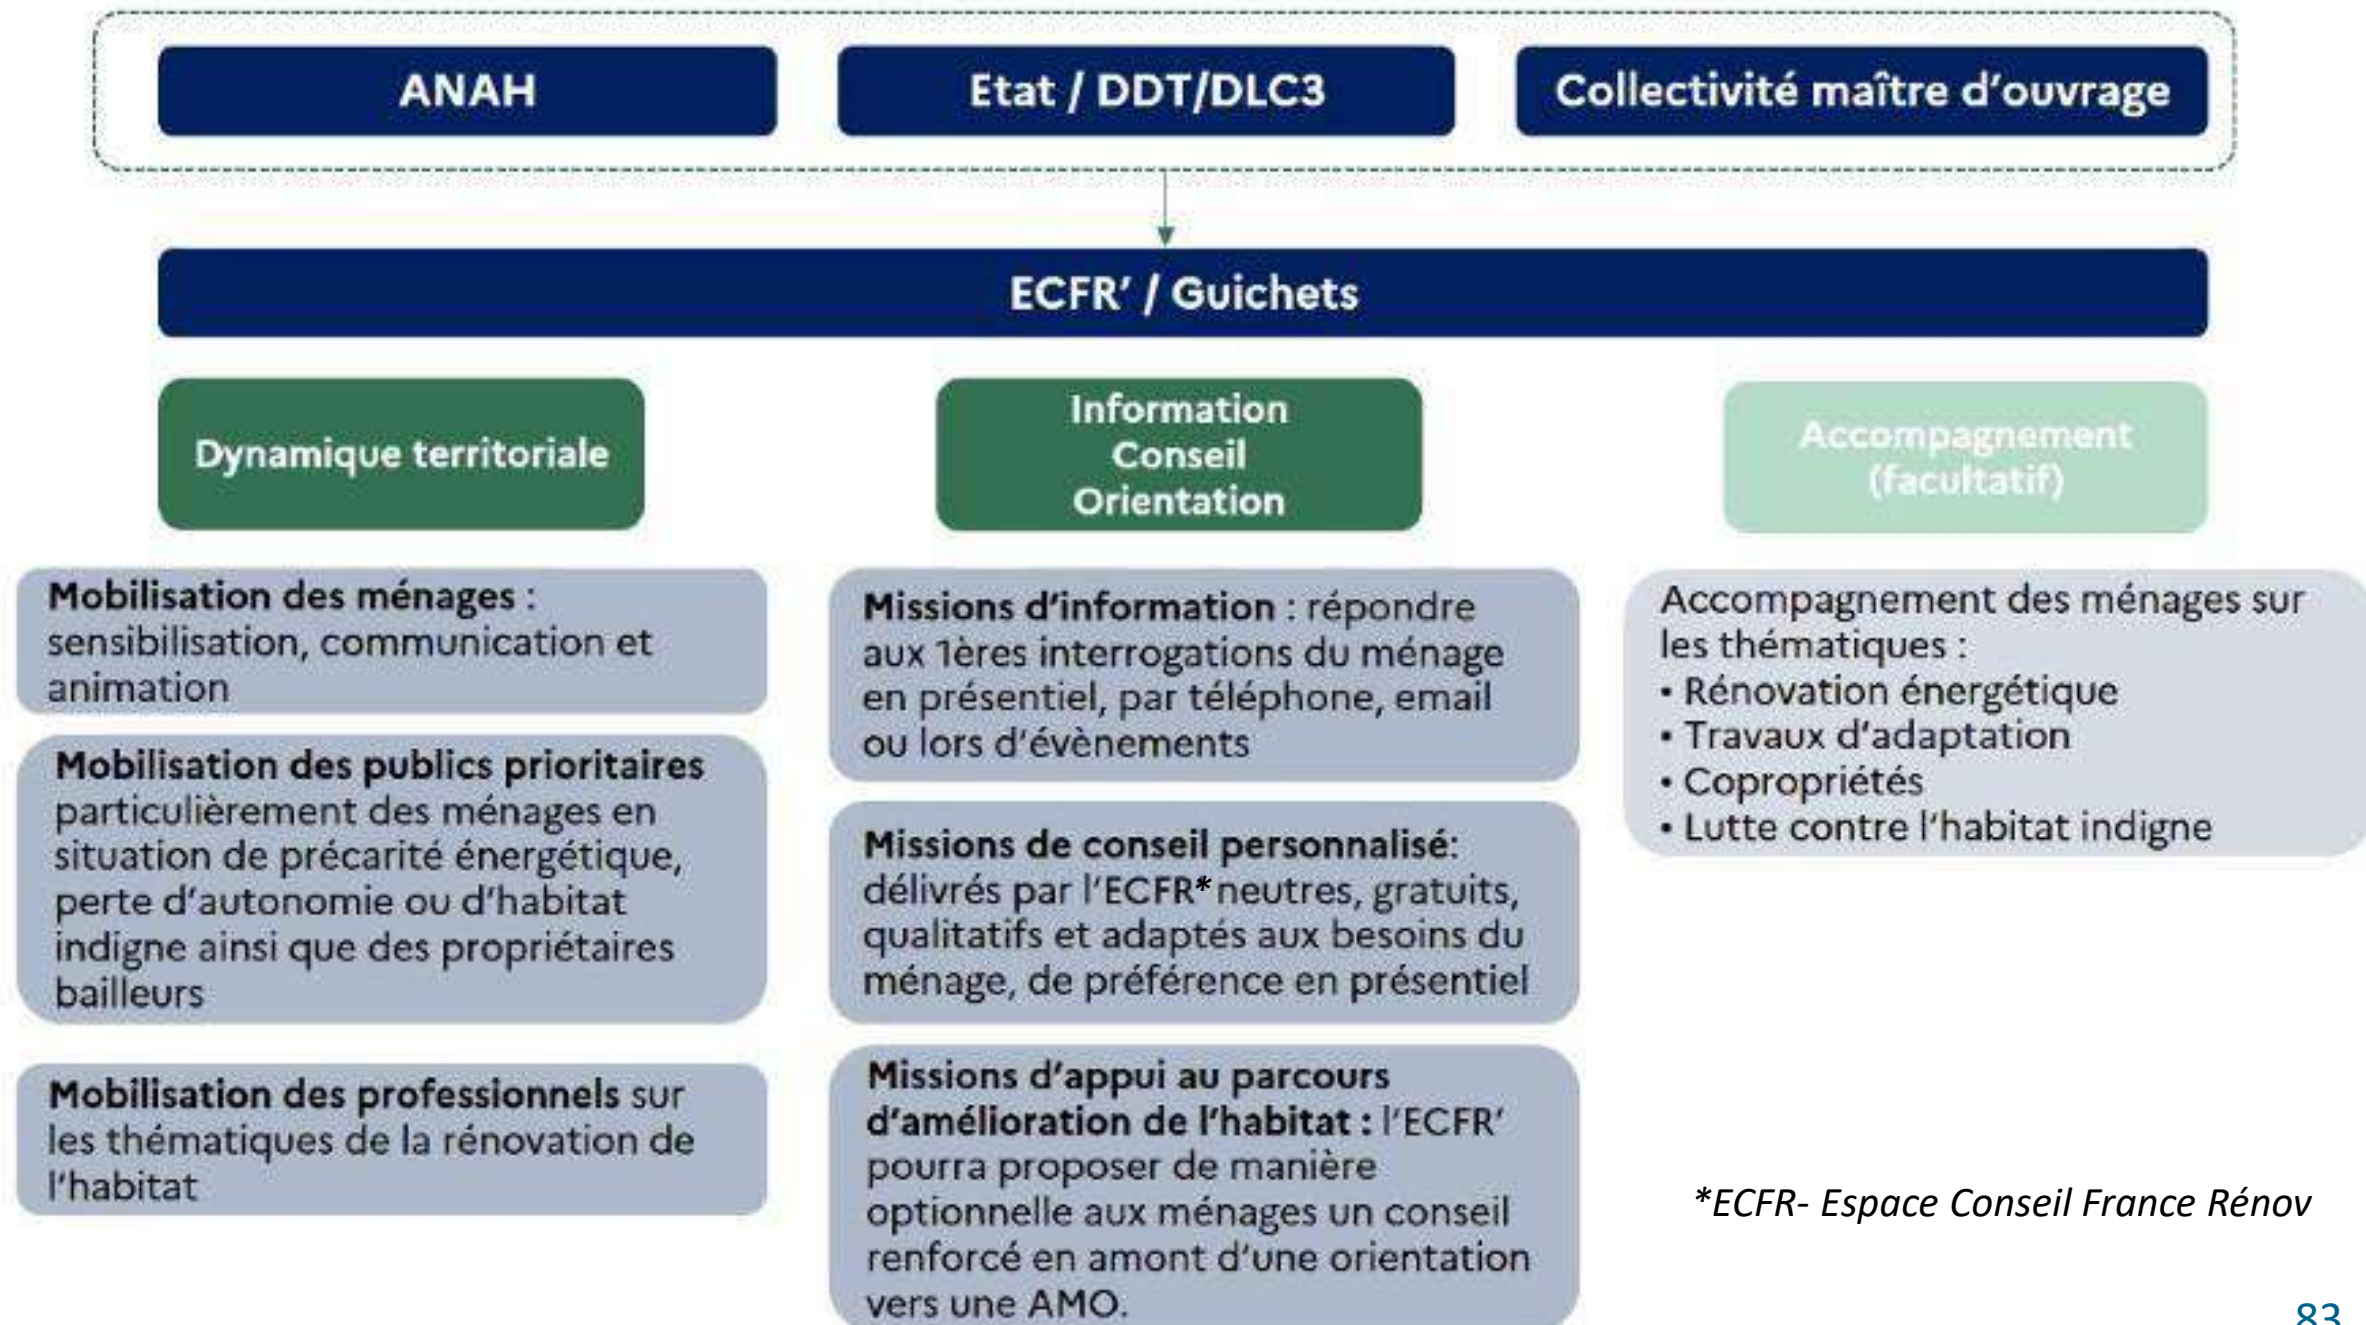 ANAH
Etat / DDT/DLC3
Collectivité maître d'ouvrage
ECFR' / Guichets
Dynamique territoriale
Mobilisation des ménages :
sensibilisation, communication et
animation
Mobilisation des publics prioritaires
particulièrement des ménages en
situation de précarité énergétique,
perte d'autonomie ou d'habitat
indigne ainsi que des propriétaires
bailleurs
Mobilisation des professionnels sur
les thématiques de la rénovation de
l'habitat
Information
Conseil
Orientation
Missions d'information : répondre
aux 1ères interrogations du ménage
en présentiel, par téléphone, email
ou lors d'évènements
Missions de conseil personnalisé:
délivrés par l'ECFR* neutres, gratuits,
qualitatifs et adaptés aux besoins du
ménage, de préférence en présentiel
Missions d'appui au parcours
d'amélioration de l'habitat : l'ECFR'
pourra proposer de manière
optionnelle aux ménages un conseil
renforcé en amont d'une orientation
vers une AMO.
Accompagnement
(facultatif)
Accompagnement des ménages sur
les thématiques :
• Rénovation énergétique
• Travaux d'adaptation
• Copropriétés
• Lutte contre l'habitat indigne
*ECFR- Espace Conseil France Rénov
83